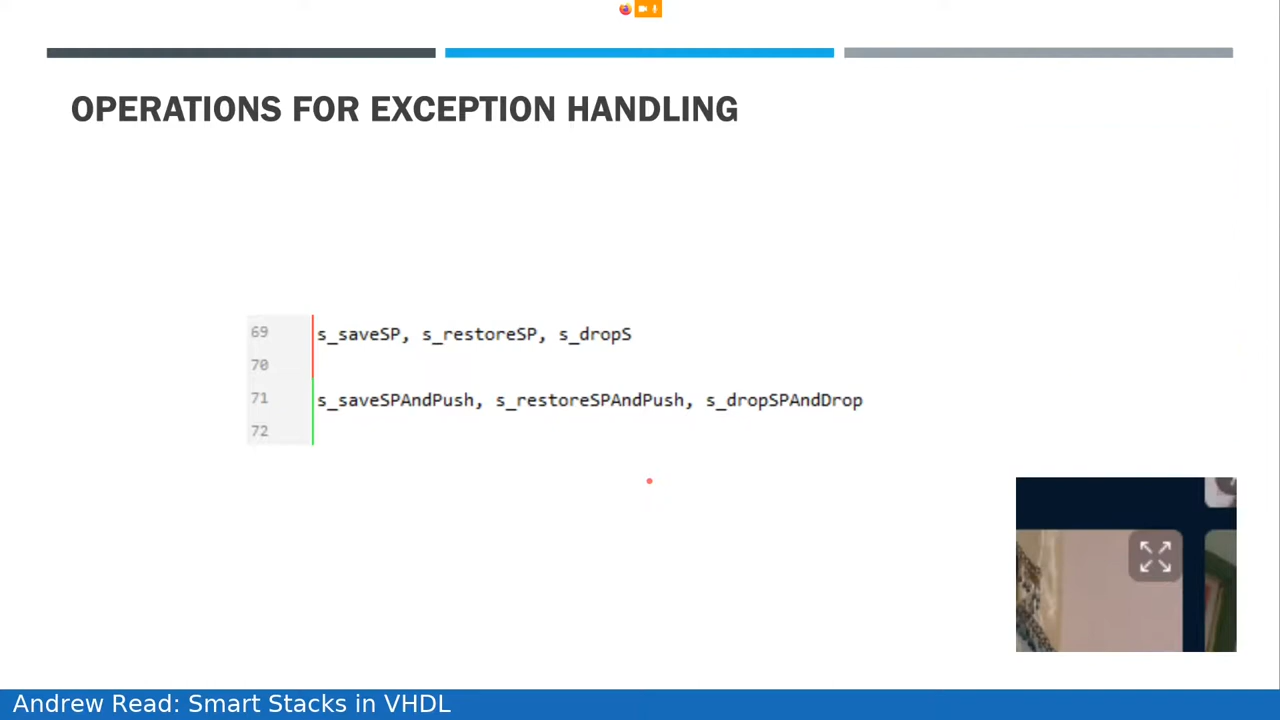 OPERATIONS FOR EXCEPTION HANDLING
69 s_saveSP, s_restoreSP, s_dropS
70
71 s_saveSPAndPush, s_restoreSPAndPush, s_dropSPAndDrop
72
Andrew Read: Smart Stacks in VHDL